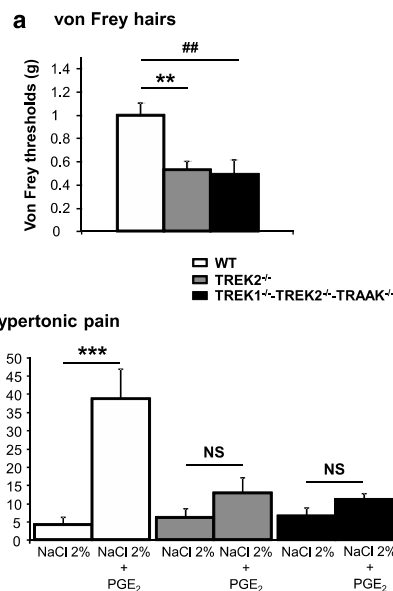 a von Frey hairs
##
**
Von Frey thresholds (g)
1.4
1.2
1
0.8
0.6
0.4
0.2
0
WT
TREK2-/-
TREK1-/--TREK2-/--TRAAK-/-
ypertonic pain
***
NS
NS
50
45
40
35
30
25
20
15
10
5
0
NaCl 2% NaCl 2% NaCl 2% NaCl 2% NaCl 2% NaCl 2%
+ + +
PGE2 PGE2 PGE2